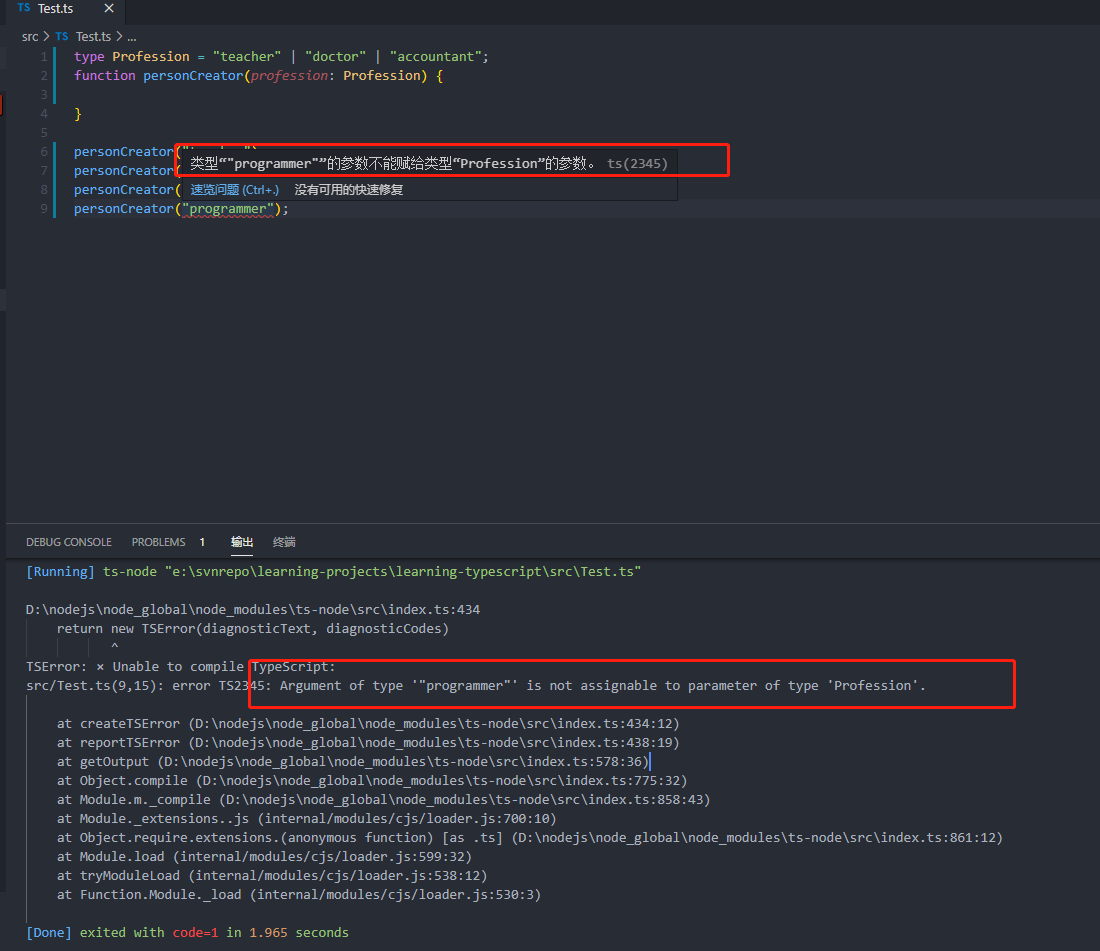 TS Test.ts ×
src > TS Test.ts > ...
1 type Profession = "teacher" | "doctor" | "accountant";
2 function personCreator(profession: Profession) {
3
4 }
5
6 personCreator(
7 personCreator(
8 personCreator(
9 personCreator("programmer");
类型“"programmer"”的参数不能赋给类型“Profession”的参数。 ts(2345)
速览问题 (Ctrl+.) 没有可用的快速修复
DEBUG CONSOLE PROBLEMS 1 输出 终端
[Running] ts-node "e:\svnrepo\learning-projects\learning-typescript\src\Test.ts"
D:\nodejs\node_global\node_modules\ts-node\src\index.ts:434
return new TSError(diagnosticText, diagnosticCodes)
^
TSError: × Unable to compile TypeScript:
src/Test.ts(9,15): error TS2345: Argument of type '"programmer"' is not assignable to parameter of type 'Profession'.
at createTSError (D:\nodejs\node_global\node_modules\ts-node\src\index.ts:434:12)
at reportTSError (D:\nodejs\node_global\node_modules\ts-node\src\index.ts:438:19)
at getOutput (D:\nodejs\node_global\node_modules\ts-node\src\index.ts:578:36)
at Object.compile (D:\nodejs\node_global\node_modules\ts-node\src\index.ts:775:32)
at Module.m._compile (D:\nodejs\node_global\node_modules\ts-node\src\index.ts:858:43)
at Module._extensions..js (internal/modules/cjs/loader.js:700:10)
at Object.require.extensions.(anonymous function) [as .ts] (D:\nodejs\node_global\node_modules\ts-node\src\index.ts:861:12)
at Module.load (internal/modules/cjs/loader.js:599:32)
at tryModuleLoad (internal/modules/cjs/loader.js:538:12)
at Function.Module._load (internal/modules/cjs/loader.js:530:3)
[Done] exited with code=1 in 1.965 seconds